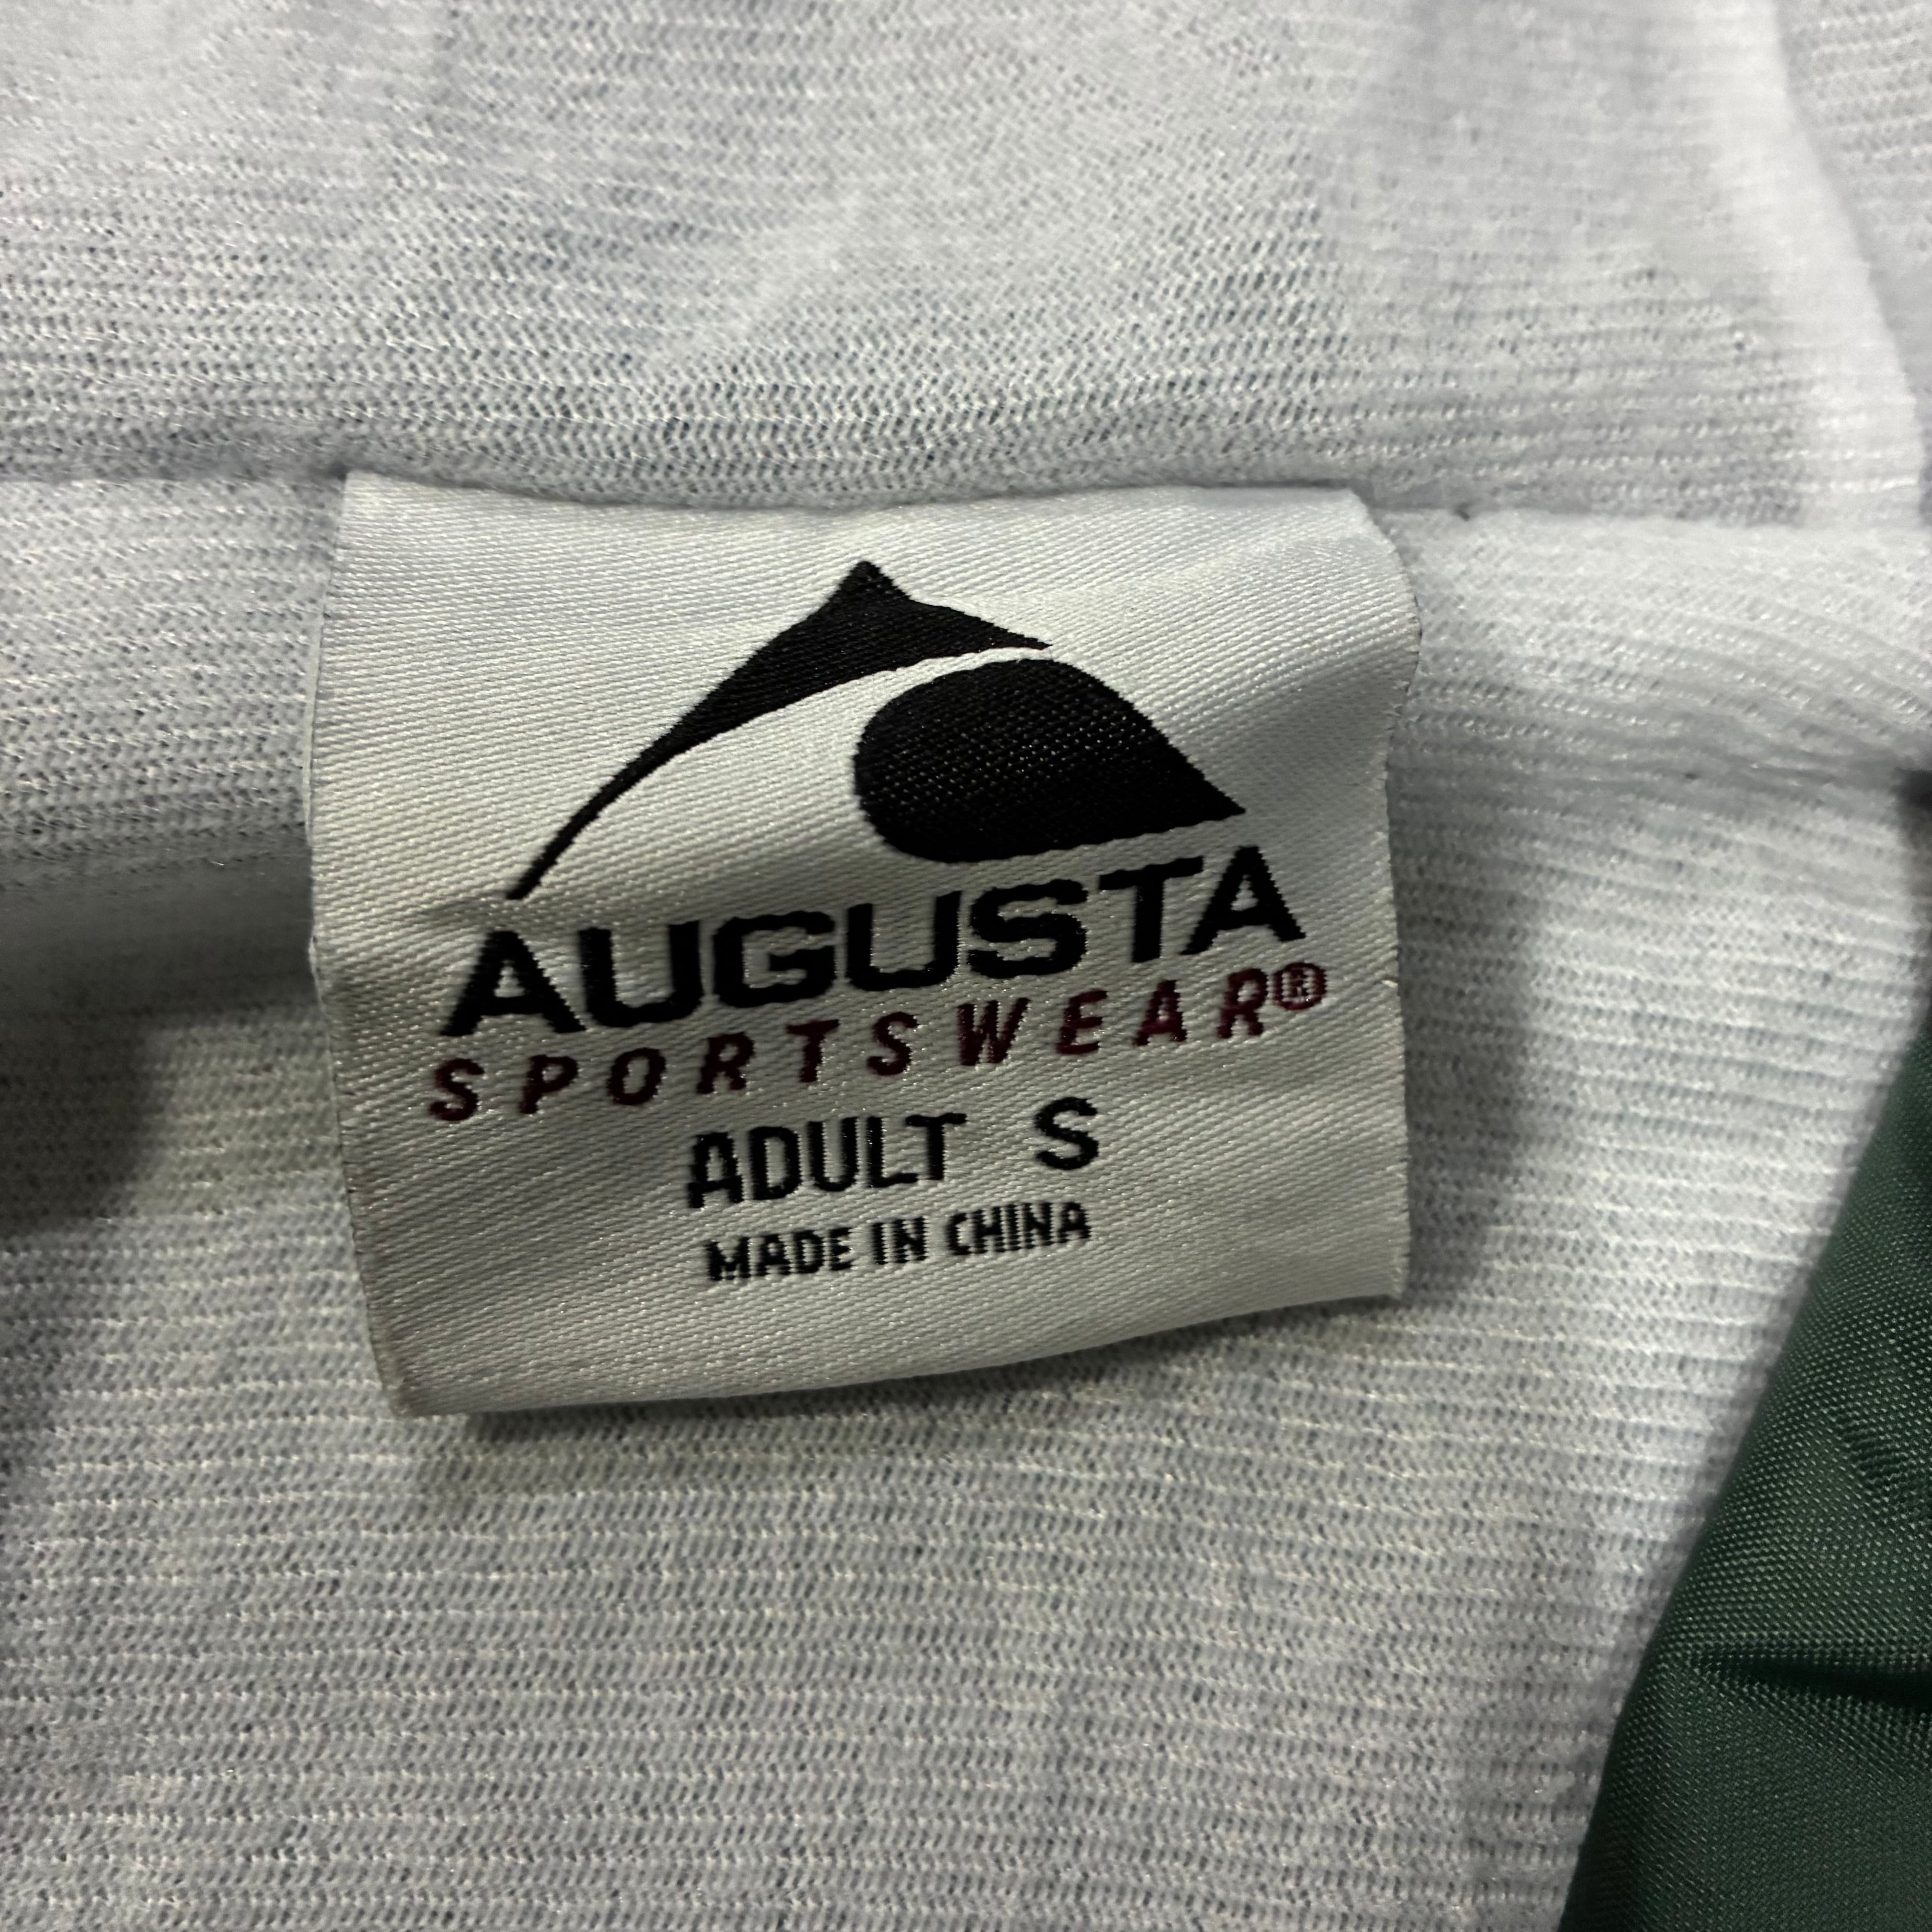 AUGUSTA
SPORTSWEAR®
ADULT S
MADE IN CHINA